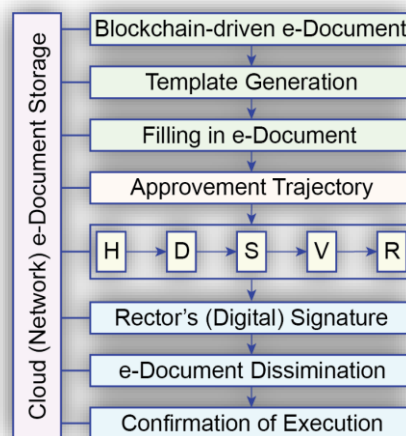 Cloud (Network) e-Document Storage
Blockchain-driven e-Document
Template Generation
Filling in e-Document
Approvement Trajectory
H D S V R
Rector's (Digital) Signature
e-Document Dissimination
Confirmation of Execution